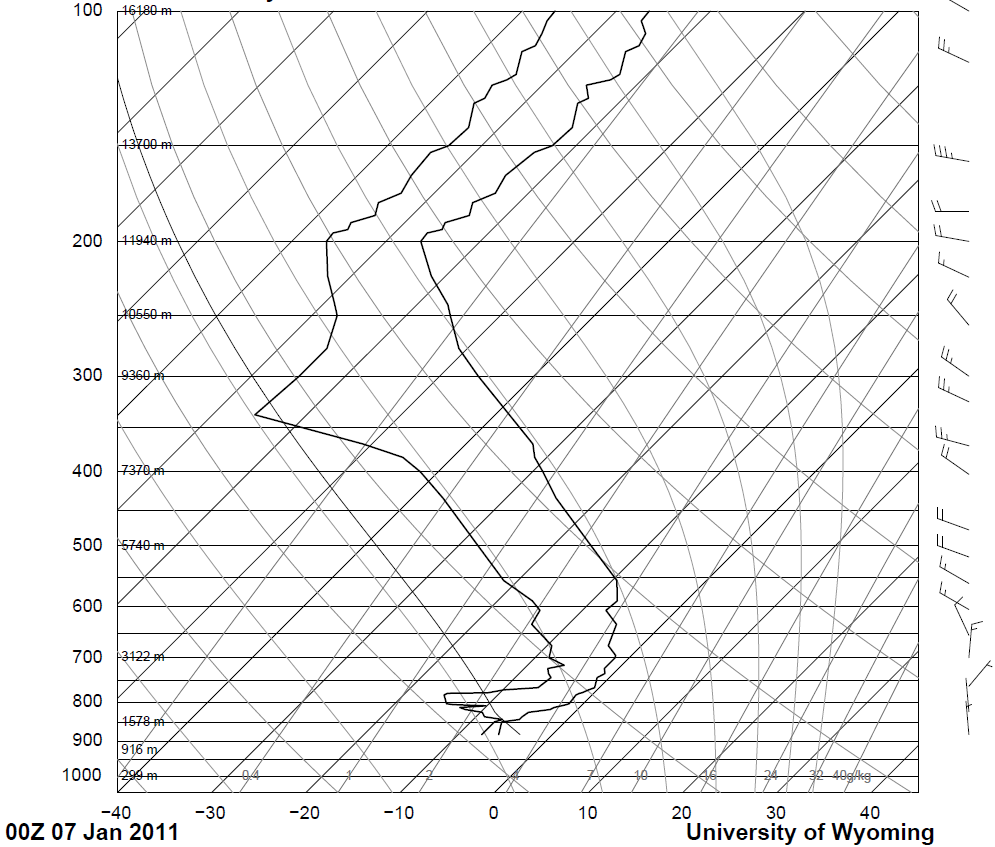 100 16180 m
13700 m
200 11940 m
10550 m
300 9360 m
400 7370 m
500 5740 m
600
700 3122 m
800
1578 m
900
916 m
1000 299 m 0.4 1 2 4 7 10 16 24 32 40g/kg
−40 −30 −20 −10 0 10 20 30 40
00Z 07 Jan 2011 University of Wyoming